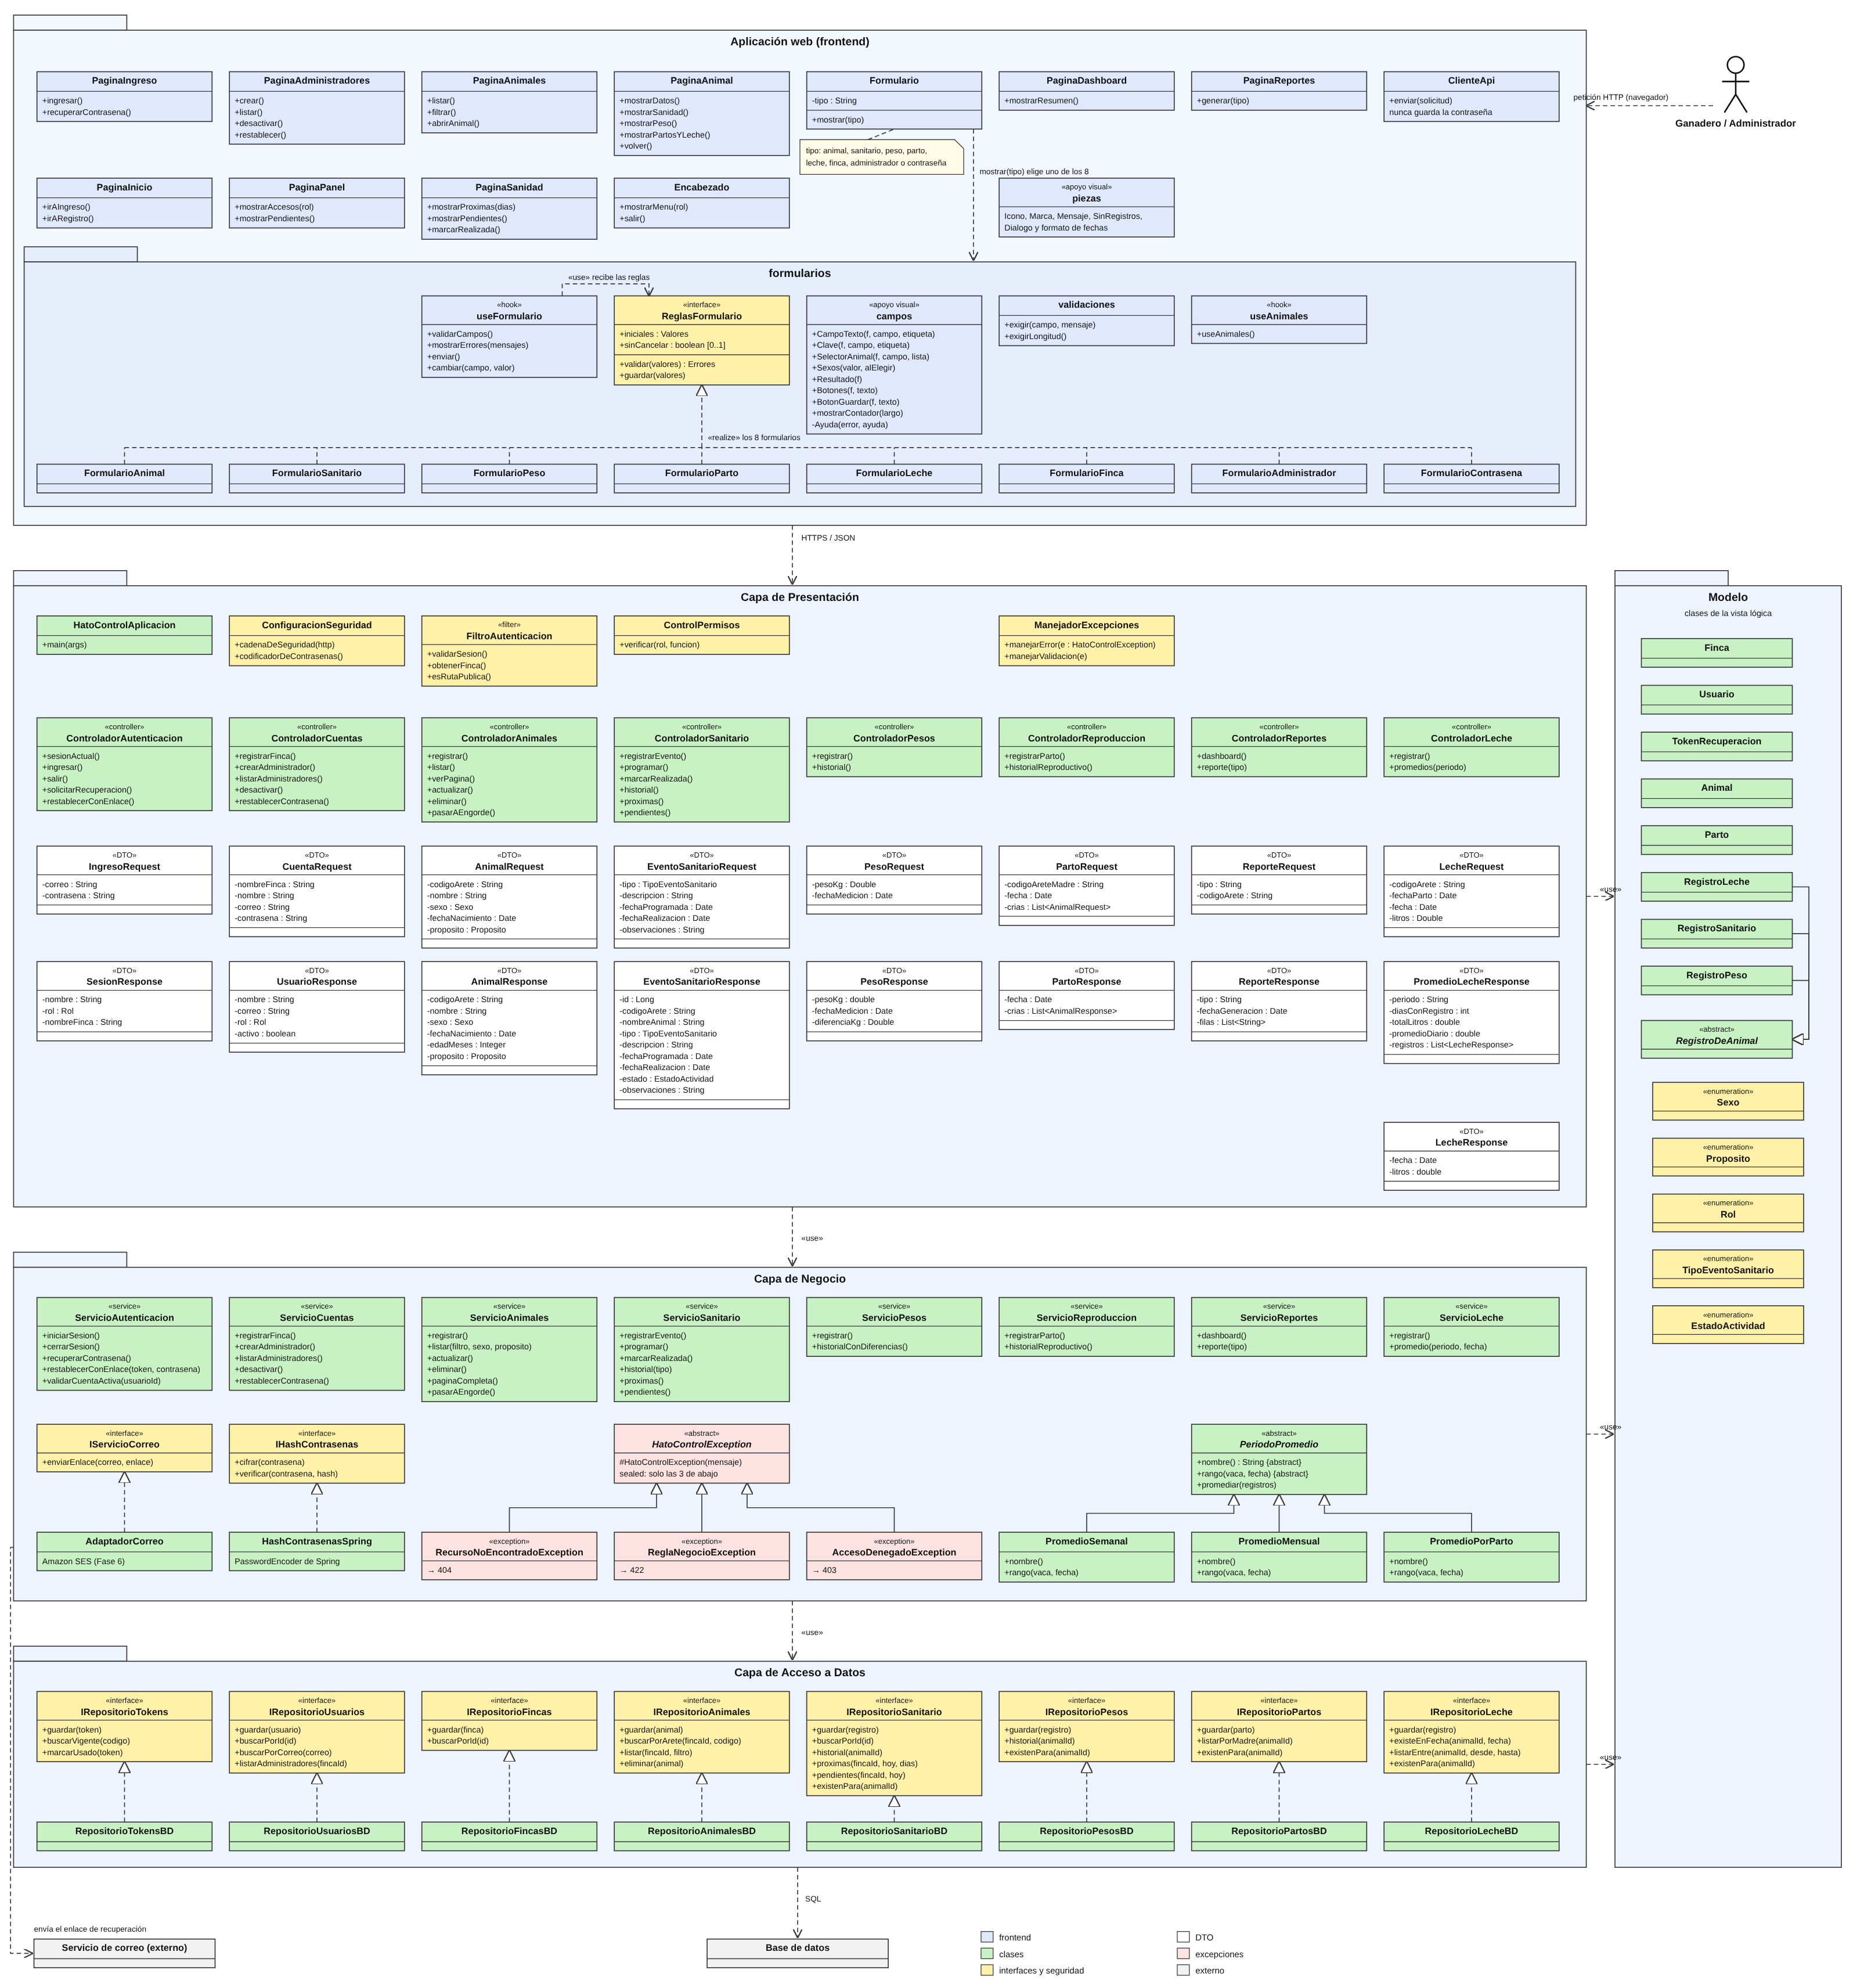 Aplicación web (frontend)
PaginaIngreso
+ingresar()
+recuperarContrasena()
PaginaAdministradores
+crear()
+listar()
+desactivar()
+restablecer()
PaginaAnimales
+listar()
+filtrar()
+abrirAnimal()
PaginaAnimal
+mostrarDatos()
+mostrarSanidad()
+mostrarPeso()
+mostrarPartosYLeche()
+volver()
Formulario
-tipo : String
+mostrar(tipo)
PaginaDashboard
+mostrarResumen()
PaginaReportes
+generar(tipo)
ClienteApi
+enviar(solicitud)
nunca guarda la contraseña
petición HTTP (navegador)
Ganadero / Administrador
tipo: animal, sanitario, peso, parto,
leche, finca, administrador o contraseña
mostrar(tipo) elige uno de los 8
PaginaInicio
+irAIngreso()
+irARegistro()
PaginaPanel
+mostrarAccesos(rol)
+mostrarPendientes()
PaginaSanidad
+mostrarProximas(dias)
+mostrarPendientes()
+marcarRealizada()
Encabezado
+mostrarMenu(rol)
+salir()
«apoyo visual»
piezas
Icono, Marca, Mensaje, SinRegistros,
Dialogo y formato de fechas
formularios
«use» recibe las reglas
«hook»
useFormulario
+validarCampos()
+mostrarErrores(mensajes)
+enviar()
+cambiar(campo, valor)
«interface»
ReglasFormulario
+iniciales : Valores
+sinCancelar : boolean [0..1]
+validar(valores) : Errores
+guardar(valores)
«apoyo visual»
campos
+CampoTexto(f, campo, etiqueta)
+Clave(f, campo, etiqueta)
+SelectorAnimal(f, campo, lista)
+Sexos(valor, alElegir)
+Resultado(f)
+Botones(f, texto)
+BotonGuardar(f, texto)
+mostrarContador(largo)
-Ayuda(error, ayuda)
validaciones
+exigir(campo, mensaje)
+exigirLongitud()
«hook»
useAnimales
+useAnimales()
«realize» los 8 formularios
FormularioAnimal
FormularioSanitario
FormularioPeso
FormularioParto
FormularioLeche
FormularioFinca
FormularioAdministrador
FormularioContrasena
HTTPS / JSON
Capa de Presentación
HatoControlAplicacion
+main(args)
ConfiguracionSeguridad
+cadenaDeSeguridad(http)
+codificadorDeContrasenas()
«filter»
FiltroAutenticacion
+validarSesion()
+obtenerFinca()
+esRutaPublica()
ControlPermisos
+verificar(rol, funcion)
ManejadorExcepciones
+manejarError(e : HatoControlException)
+manejarValidacion(e)
«controller»
ControladorAutenticacion
+sesionActual()
+ingresar()
+salir()
+solicitarRecuperacion()
+restablecerConEnlace()
«controller»
ControladorCuentas
+registrarFinca()
+crearAdministrador()
+listarAdministradores()
+desactivar()
+restablecerContrasena()
«controller»
ControladorAnimales
+registrar()
+listar()
+verPagina()
+actualizar()
+eliminar()
+pasarAEngorde()
«controller»
ControladorSanitario
+registrarEvento()
+programar()
+marcarRealizada()
+historial()
+proximas()
+pendientes()
«controller»
ControladorPesos
+registrar()
+historial()
«controller»
ControladorReproduccion
+registrarParto()
+historialReproductivo()
«controller»
ControladorReportes
+dashboard()
+reporte(tipo)
«controller»
ControladorLeche
+registrar()
+promedios(periodo)
«DTO»
IngresoRequest
-correo : String
-contrasena : String
«DTO»
CuentaRequest
-nombreFinca : String
-nombre : String
-correo : String
-contrasena : String
«DTO»
AnimalRequest
-codigoArete : String
-nombre : String
-sexo : Sexo
-fechaNacimiento : Date
-proposito : Proposito
«DTO»
EventoSanitarioRequest
-tipo : TipoEventoSanitario
-descripcion : String
-fechaProgramada : Date
-fechaRealizacion : Date
-observaciones : String
«DTO»
PesoRequest
-pesoKg : Double
-fechaMedicion : Date
«DTO»
PartoRequest
-codigoAreteMadre : String
-fecha : Date
-crias : List<AnimalRequest>
«DTO»
ReporteRequest
-tipo : String
-codigoArete : String
«DTO»
LecheRequest
-codigoArete : String
-fechaParto : Date
-fecha : Date
-litros : Double
«DTO»
SesionResponse
-nombre : String
-rol : Rol
-nombreFinca : String
«DTO»
UsuarioResponse
-nombre : String
-correo : String
-rol : Rol
-activo : boolean
«DTO»
AnimalResponse
-codigoArete : String
-nombre : String
-sexo : Sexo
-fechaNacimiento : Date
-edadMeses : Integer
-proposito : Proposito
«DTO»
EventoSanitarioResponse
-id : Long
-codigoArete : String
-nombreAnimal : String
-tipo : TipoEventoSanitario
-descripcion : String
-fechaProgramada : Date
-fechaRealizacion : Date
-estado : EstadoActividad
-observaciones : String
«DTO»
PesoResponse
-pesoKg : double
-fechaMedicion : Date
-diferenciaKg : Double
«DTO»
PartoResponse
-fecha : Date
-crias : List<AnimalResponse>
«DTO»
ReporteResponse
-tipo : String
-fechaGeneracion : Date
-filas : List<String>
«DTO»
PromedioLecheResponse
-periodo : String
-diasConRegistro : int
-totalLitros : double
-promedioDiario : double
-registros : List<LecheResponse>
«DTO»
LecheResponse
-fecha : Date
-litros : double
«use»
Modelo
clases de la vista lógica
Finca
Usuario
TokenRecuperacion
Animal
Parto
RegistroLeche
RegistroSanitario
RegistroPeso
«abstract»
RegistroDeAnimal
«enumeration»
Sexo
«enumeration»
Proposito
«enumeration»
Rol
«enumeration»
TipoEventoSanitario
«enumeration»
EstadoActividad
«use»
Capa de Negocio
«service»
ServicioAutenticacion
+iniciarSesion()
+cerrarSesion()
+recuperarContrasena()
+restablecerConEnlace(token, contrasena)
+validarCuentaActiva(usuarioId)
«service»
ServicioCuentas
+registrarFinca()
+crearAdministrador()
+listarAdministradores()
+desactivar()
+restablecerContrasena()
«service»
ServicioAnimales
+registrar()
+listar(filtro, sexo, proposito)
+actualizar()
+eliminar()
+paginaCompleta()
+pasarAEngorde()
«service»
ServicioSanitario
+registrarEvento()
+programar()
+marcarRealizada()
+historial(tipo)
+proximas()
+pendientes()
«service»
ServicioPesos
+registrar()
+historialConDiferencias()
«service»
ServicioReproduccion
+registrarParto()
+historialReproductivo()
«service»
ServicioReportes
+dashboard()
+reporte(tipo)
«service»
ServicioLeche
+registrar()
+promedio(periodo, fecha)
«interface»
IServicioCorreo
+enviarEnlace(correo, enlace)
«interface»
IHashContrasenas
+cifrar(contrasena)
+verificar(contrasena, hash)
«abstract»
HatoControlException
#HatoControlException(mensaje)
sealed: solo las 3 de abajo
«abstract»
PeriodoPromedio
+nombre() : String {abstract}
+rango(vaca, fecha) {abstract}
+promediar(registros)
«use»
AdaptadorCorreo
Amazon SES (Fase 6)
HashContrasenasSpring
PasswordEncoder de Spring
«exception»
RecursoNoEncontradoException
→ 404
«exception»
ReglaNegocioException
→ 422
«exception»
AccesoDenegadoException
→ 403
PromedioSemanal
+nombre()
+rango(vaca, fecha)
PromedioMensual
+nombre()
+rango(vaca, fecha)
PromedioPorParto
+nombre()
+rango(vaca, fecha)
«use»
Capa de Acceso a Datos
«interface»
IRepositorioTokens
+guardar(token)
+buscarVigente(codigo)
+marcarUsado(token)
«interface»
IRepositorioUsuarios
+guardar(usuario)
+buscarPorId(id)
+buscarPorCorreo(correo)
+listarAdministradores(fincaId)
«interface»
IRepositorioFincas
+guardar(finca)
+buscarPorId(id)
«interface»
IRepositorioAnimales
+guardar(animal)
+buscarPorArete(fincaId, codigo)
+listar(fincaId, filtro)
+eliminar(animal)
«interface»
IRepositorioSanitario
+guardar(registro)
+buscarPorId(id)
+historial(animalId)
+proximas(fincaId, hoy, dias)
+pendientes(fincaId, hoy)
+existenPara(animalId)
«interface»
IRepositorioPesos
+guardar(registro)
+historial(animalId)
+existenPara(animalId)
«interface»
IRepositorioPartos
+guardar(parto)
+listarPorMadre(animalId)
+existenPara(animalId)
«interface»
IRepositorioLeche
+guardar(registro)
+existeEnFecha(animalId, fecha)
+listarEntre(animalId, desde, hasta)
+existenPara(animalId)
«use»
RepositorioTokensBD
RepositorioUsuariosBD
RepositorioFincasBD
RepositorioAnimalesBD
RepositorioSanitarioBD
RepositorioPesosBD
RepositorioPartosBD
RepositorioLecheBD
SQL
envía el enlace de recuperación
Servicio de correo (externo)
Base de datos
frontend
clases
interfaces y seguridad
DTO
excepciones
externo